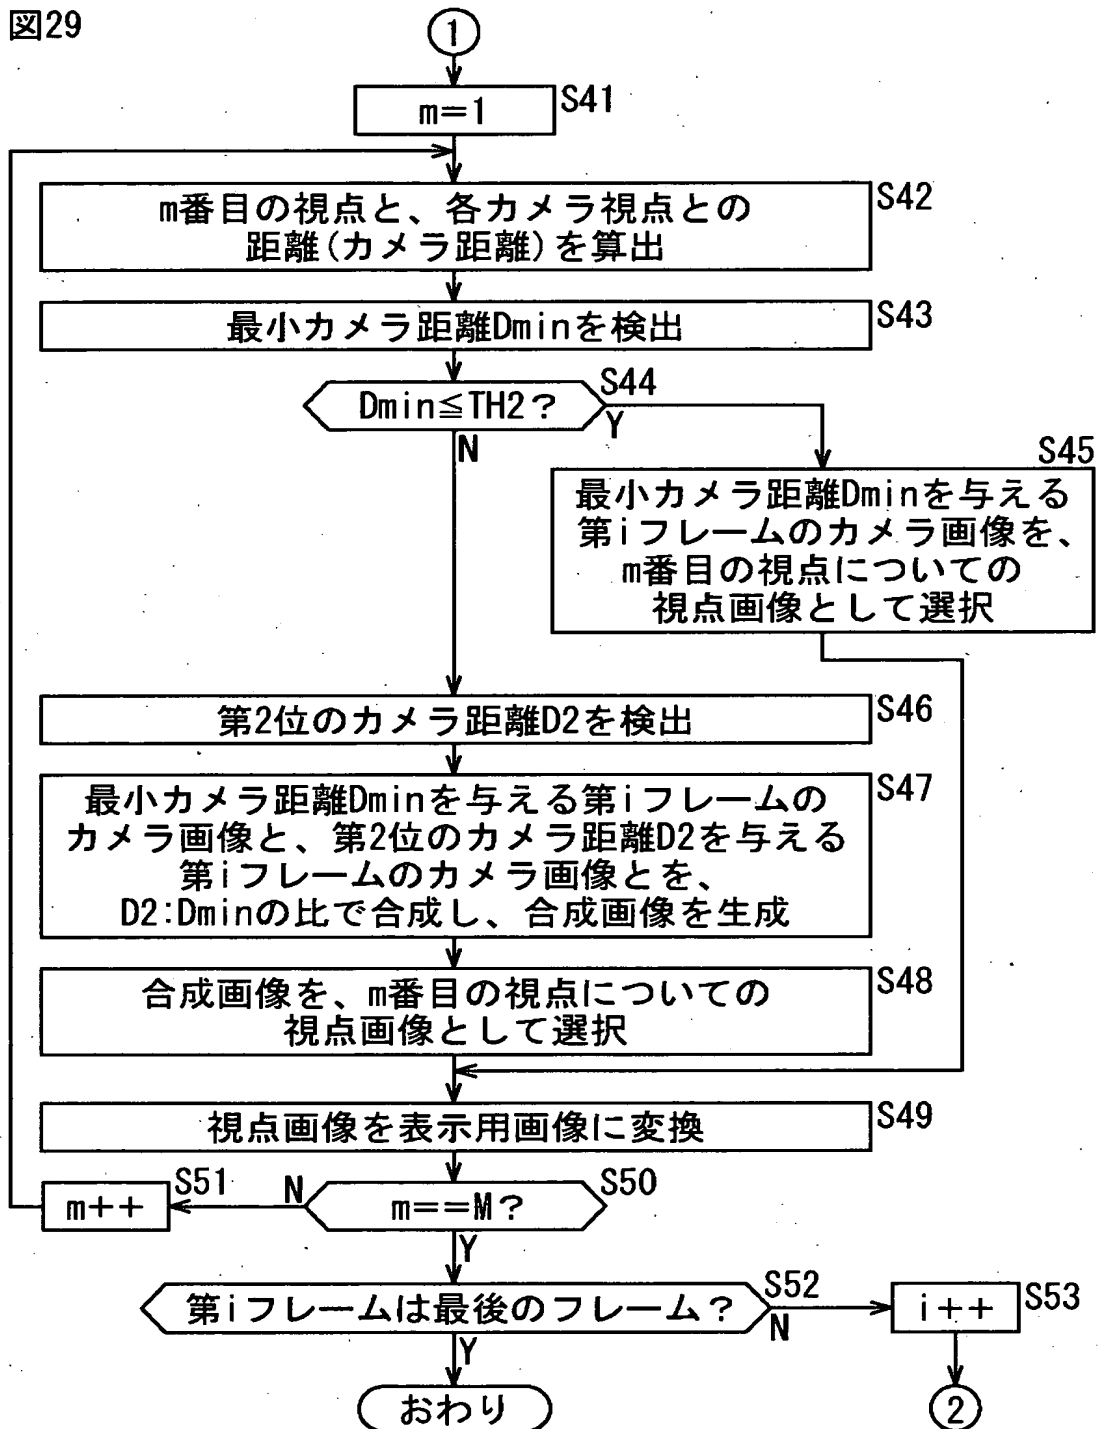 図29
1
m=1
S41
m番目の視点と、各カメラ視点との
距離(カメラ距離)を算出
S42
最小カメラ距離Dminを検出
S43
Dmin≦TH2?
S44
Y
N
S45
最小カメラ距離Dminを与える
第iフレームのカメラ画像を、
m番目の視点についての
視点画像として選択
第2位のカメラ距離D2を検出
S46
最小カメラ距離Dminを与える第iフレームの
カメラ画像と、第2位のカメラ距離D2を与える
第iフレームのカメラ画像とを、
D2:Dminの比で合成し、合成画像を生成
S47
合成画像を、m番目の視点についての
視点画像として選択
S48
視点画像を表示用画像に変換
S49
m++
S51
N
m==M?
S50
Y
第iフレームは最後のフレーム?
S52
N
i++
S53
Y
おわり
2